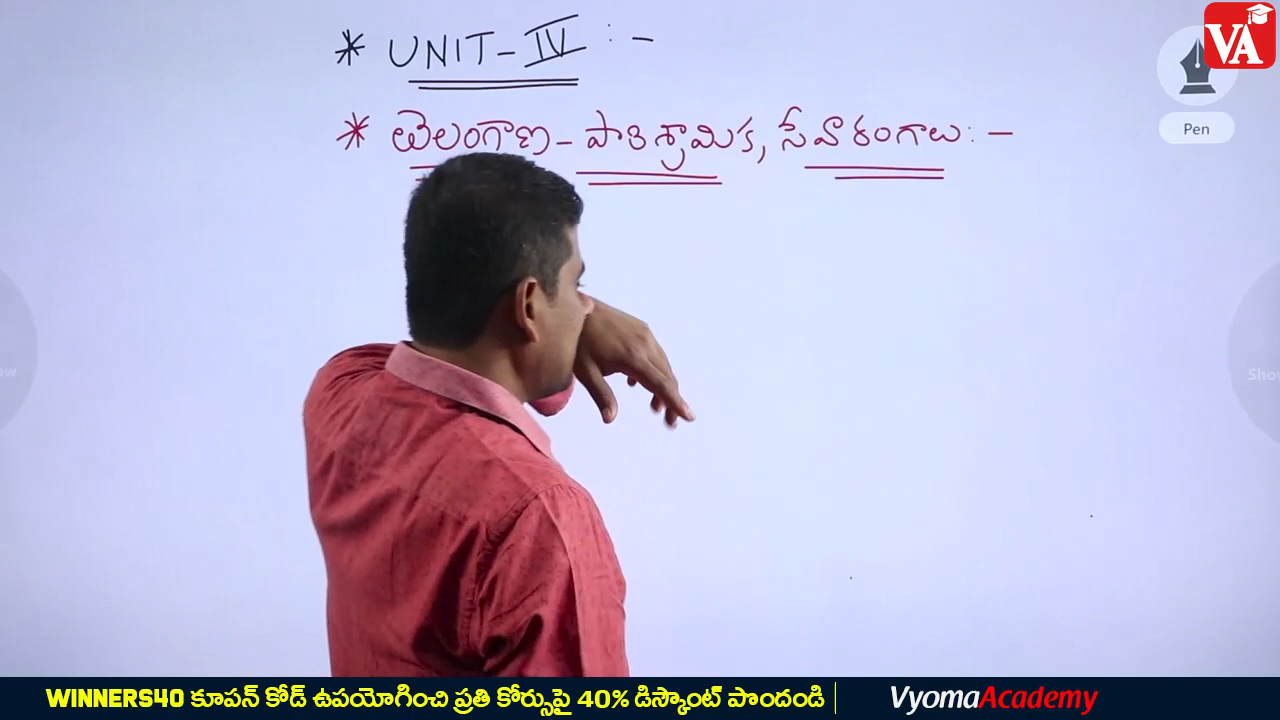 VA
* UNIT-IV :-
Pen
* తెలంగాణ - పారిశ్రామిక, సేవారంగాలు :-
WINNERS40 కూపన్ కోడ్ ఉపయోగించి ప్రతి కోర్సుపై 40% డిస్కౌంట్ పొందండి | VyomaAcademy